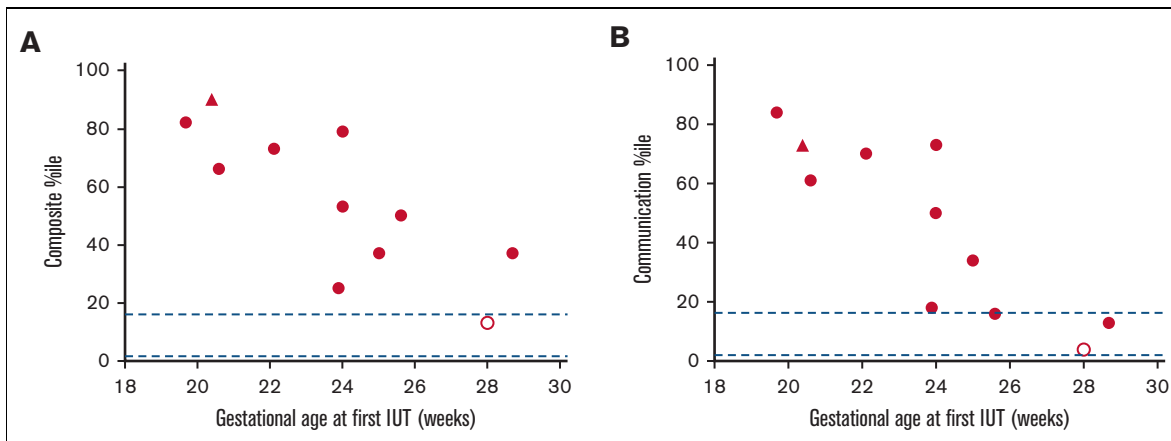 A
Composite %ile
100
80
60
40
20
0
18 20 22 24 26 28 30
Gestational age at first IUT (weeks)
B
Communication %ile
100
80
60
40
20
0
18 20 22 24 26 28 30
Gestational age at first IUT (weeks)